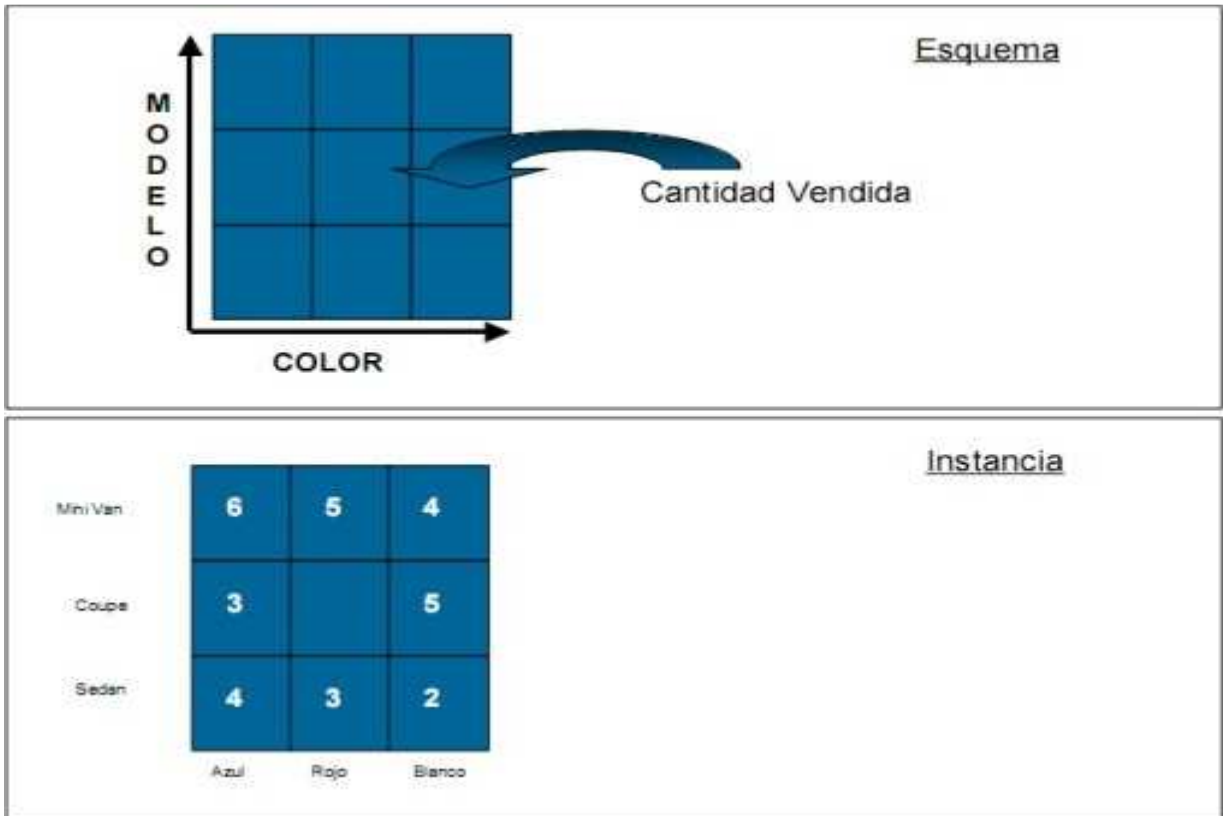 Esquema
MODELO
Cantidad Vendida
COLOR
Instancia
Mini Van 6 5 4
Coupe 3 5
Sedan 4 3 2
Azul Rojo Blanco